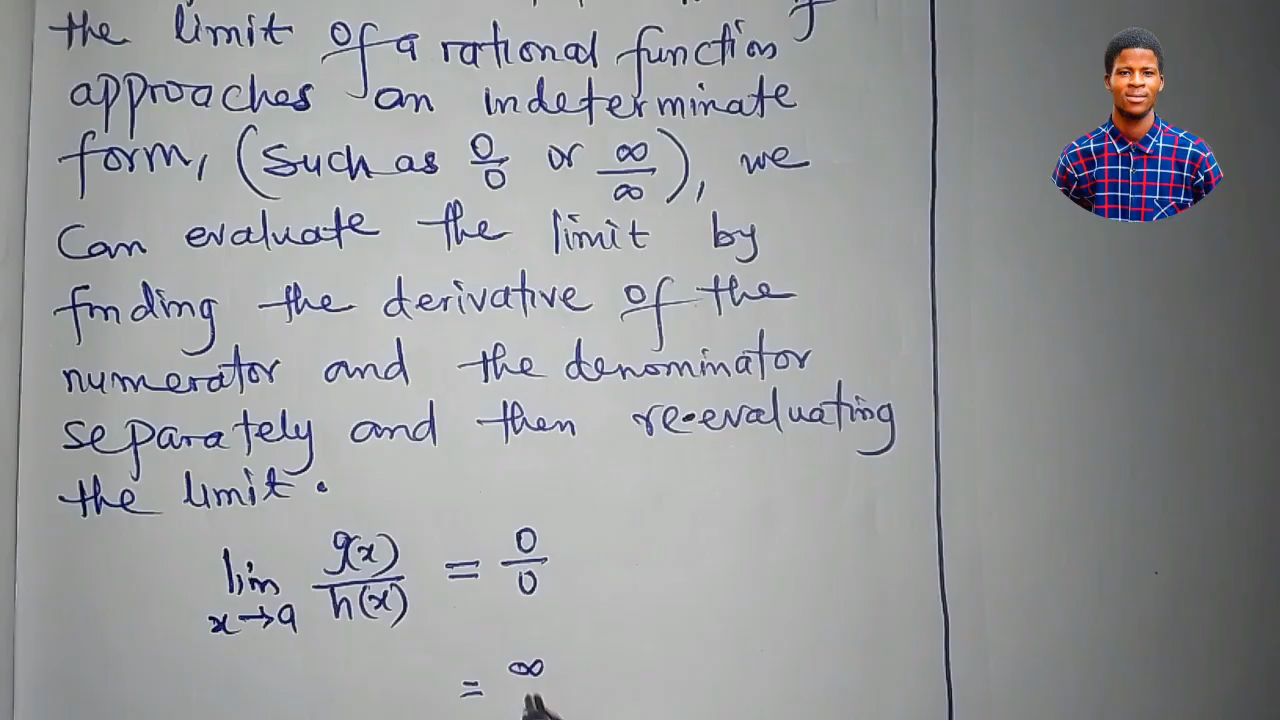 the limit of a rational function
approaches an indeterminate
form, (such as 0/0 or ∞/∞), we
Can evaluate the limit by
finding the derivative of the
numerator and the denominator
separately and then re-evaluating
the limit.
lim x→a g(x)/h(x) = 0/0
= ∞